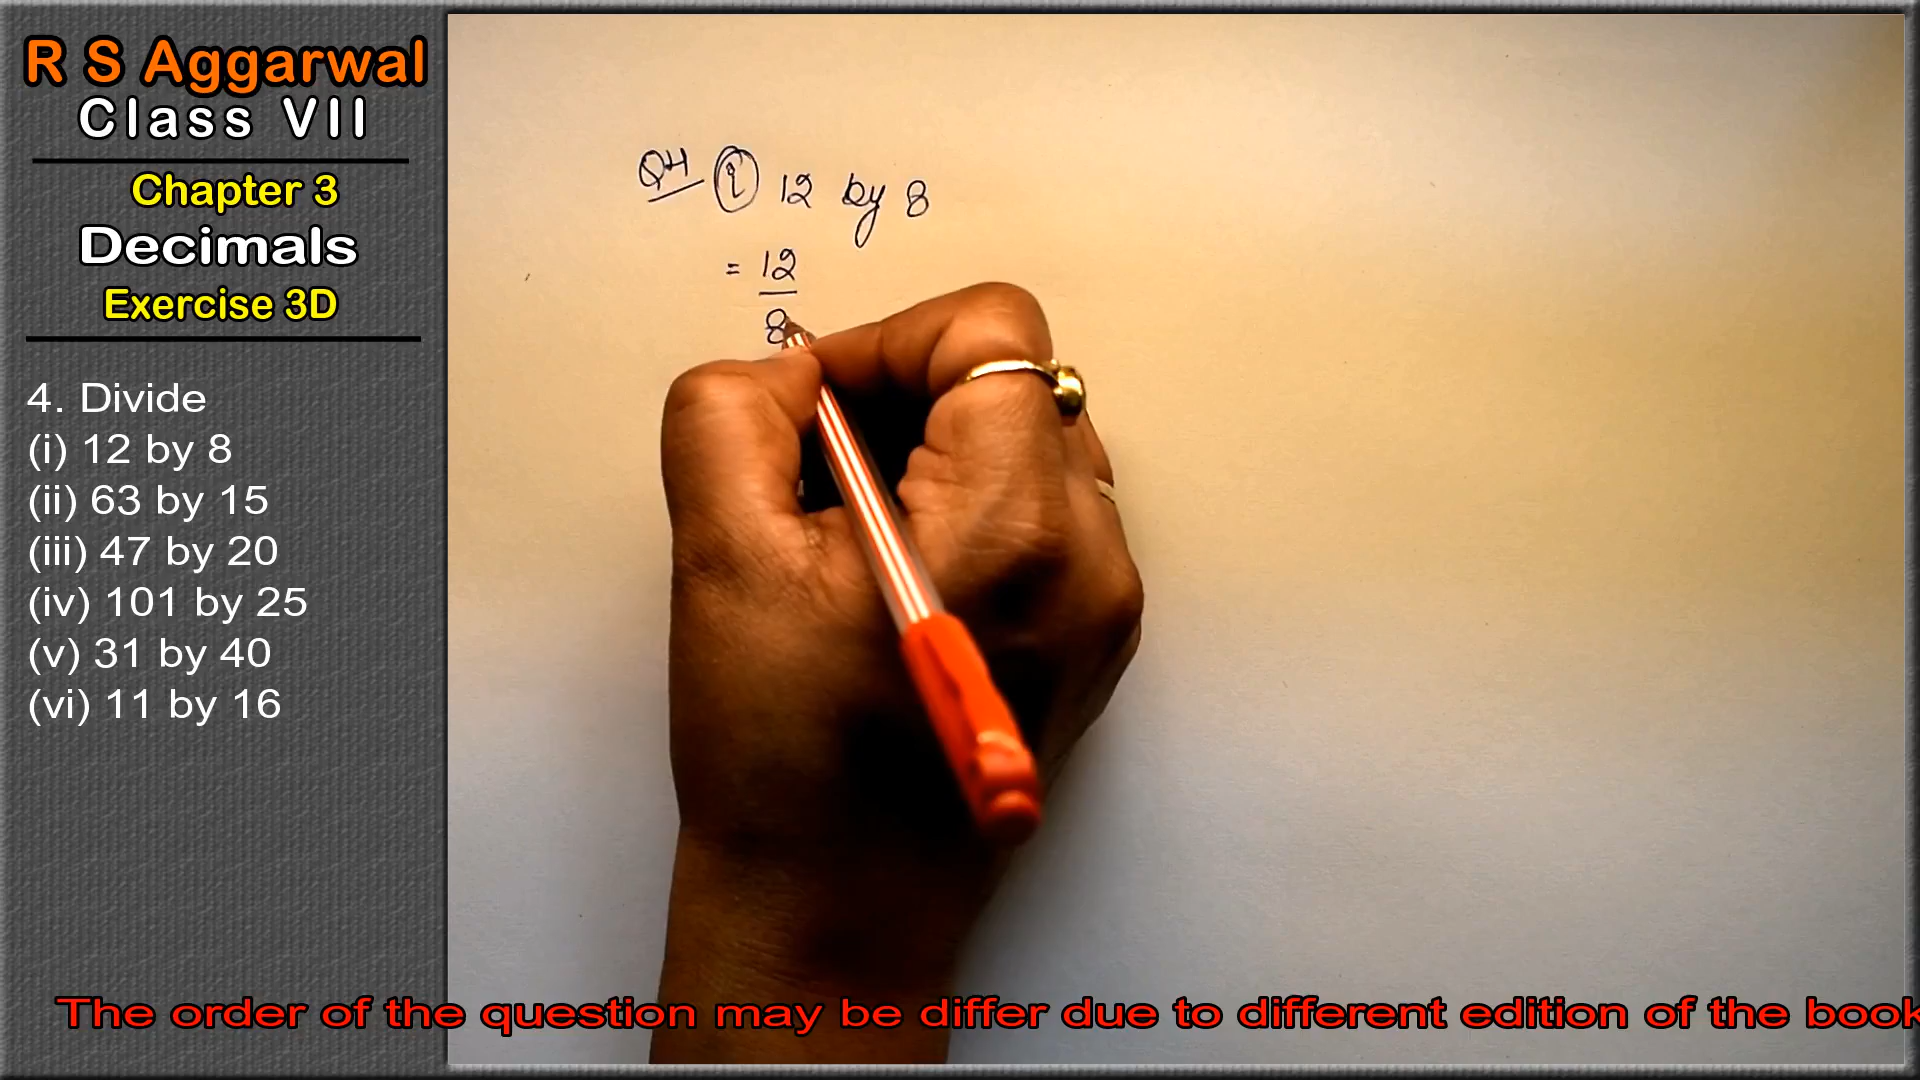 R S Aggarwal
Class VII
Chapter 3
Decimals
Exercise 3D
4. Divide
(i) 12 by 8
(ii) 63 by 15
(iii) 47 by 20
(iv) 101 by 25
(v) 31 by 40
(vi) 11 by 16
Q4 (i) 12 by 8
= 12
8
The order of the question may be differ due to different edition of the book